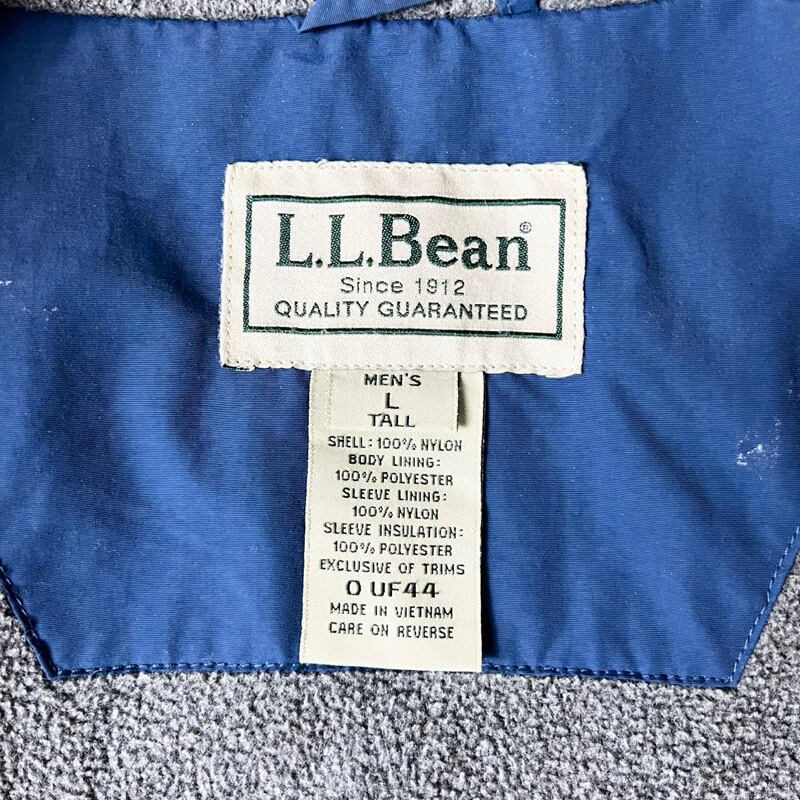 L.L.Bean®
Since 1912
QUALITY GUARANTEED
MEN'S
L
TALL
SHELL: 100% NYLON
BODY LINING:
100% POLYESTER
SLEEVE LINING:
100% NYLON
SLEEVE INSULATION:
100% POLYESTER
EXCLUSIVE OF TRIMS
0 UF44
MADE IN VIETNAM
CARE ON REVERSE